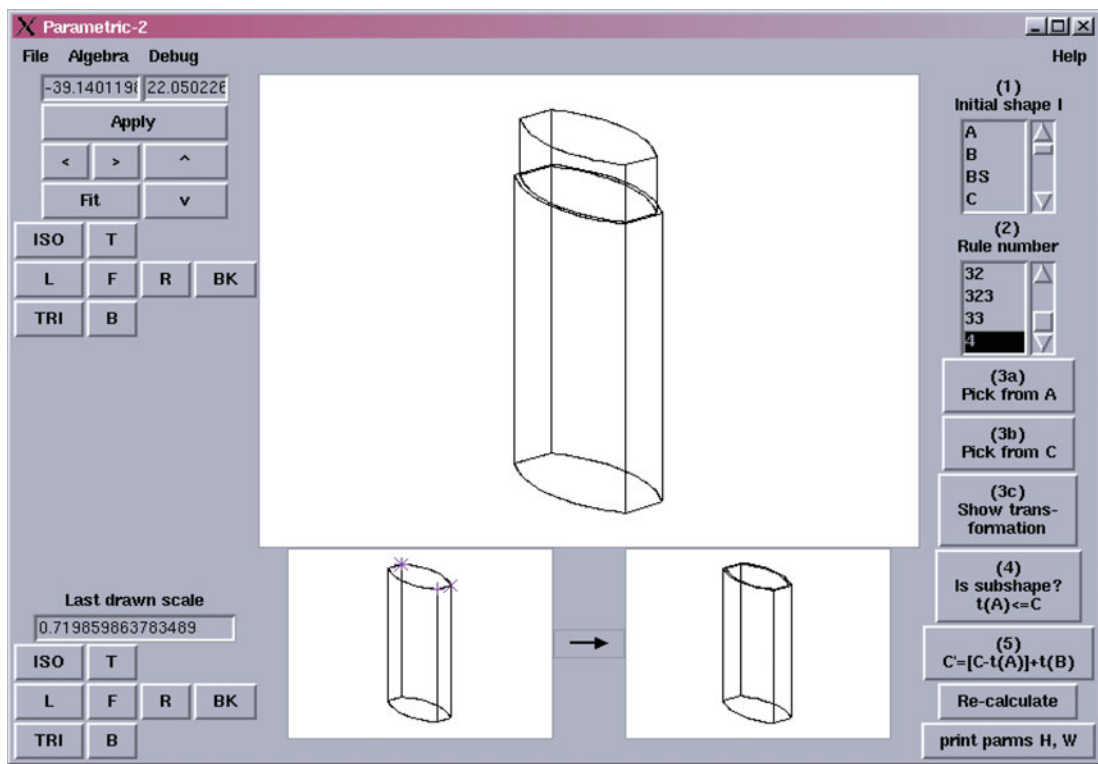 Parametric-2
File Algebra Debug Help
-39.1401198 22.050226
Apply
< > ^
Fit v
ISO T
L F R BK
TRI B
(1)
Initial shape I
A
B
BS
C
(2)
Rule number
32
323
33
4
(3a)
Pick from A
(3b)
Pick from C
(3c)
Show trans-
formation
(4)
Is subshape?
t(A)<=C
(5)
C'=[C-t(A)]+t(B)
Re-calculate
print parms H, W
Last drawn scale
0.719859863783489
ISO T
L F R BK
TRI B